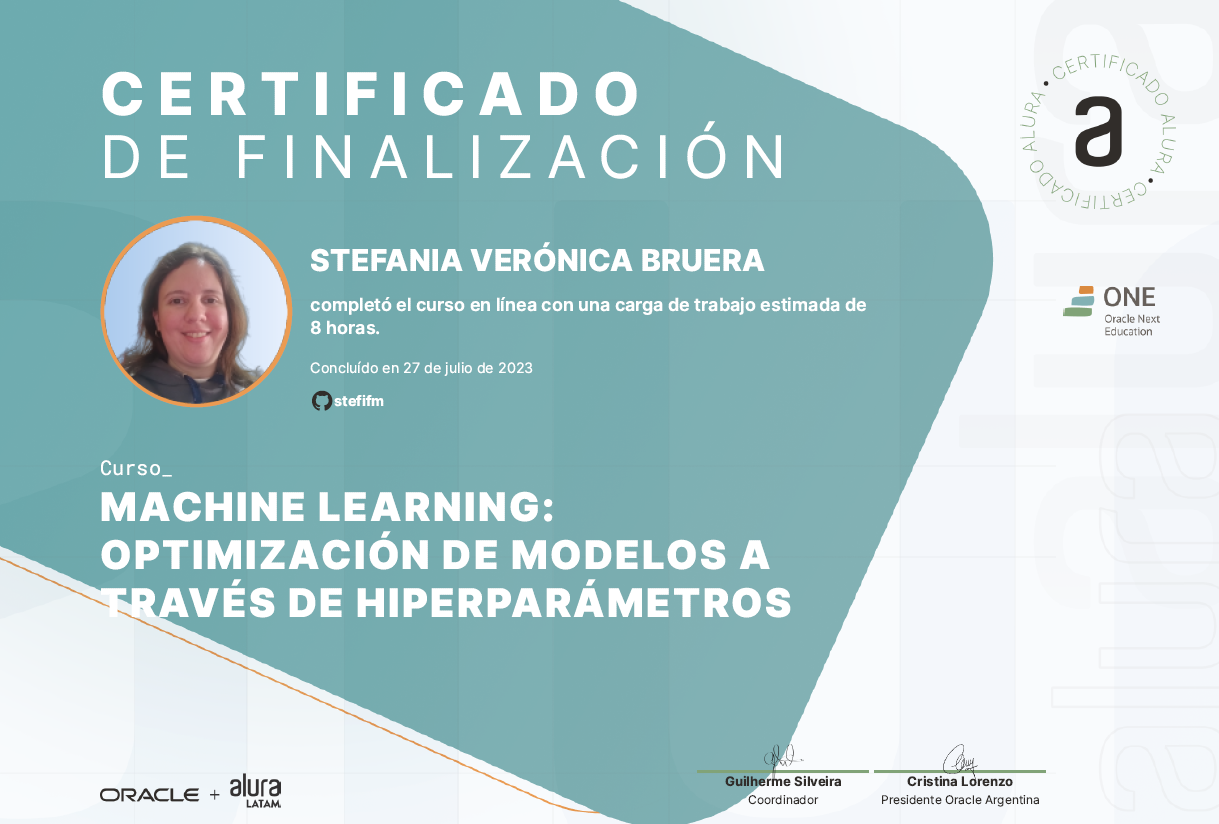 CERTIFICADO
DE FINALIZACIÓN
CERTIFICADO ALURA • CERTIFICADO ALURA •
a
STEFANIA VERÓNICA BRUERA
completó el curso en línea con una carga de trabajo estimada de
8 horas.
Concluído en 27 de julio de 2023
stefifm
ONE
Oracle Next
Education
Curso_
MACHINE LEARNING:
OPTIMIZACIÓN DE MODELOS A
TRAVÉS DE HIPERPARÁMETROS
ORACLE + alura
LATAM
Guilherme Silveira
Coordinador
Cristina Lorenzo
Presidente Oracle Argentina
alura